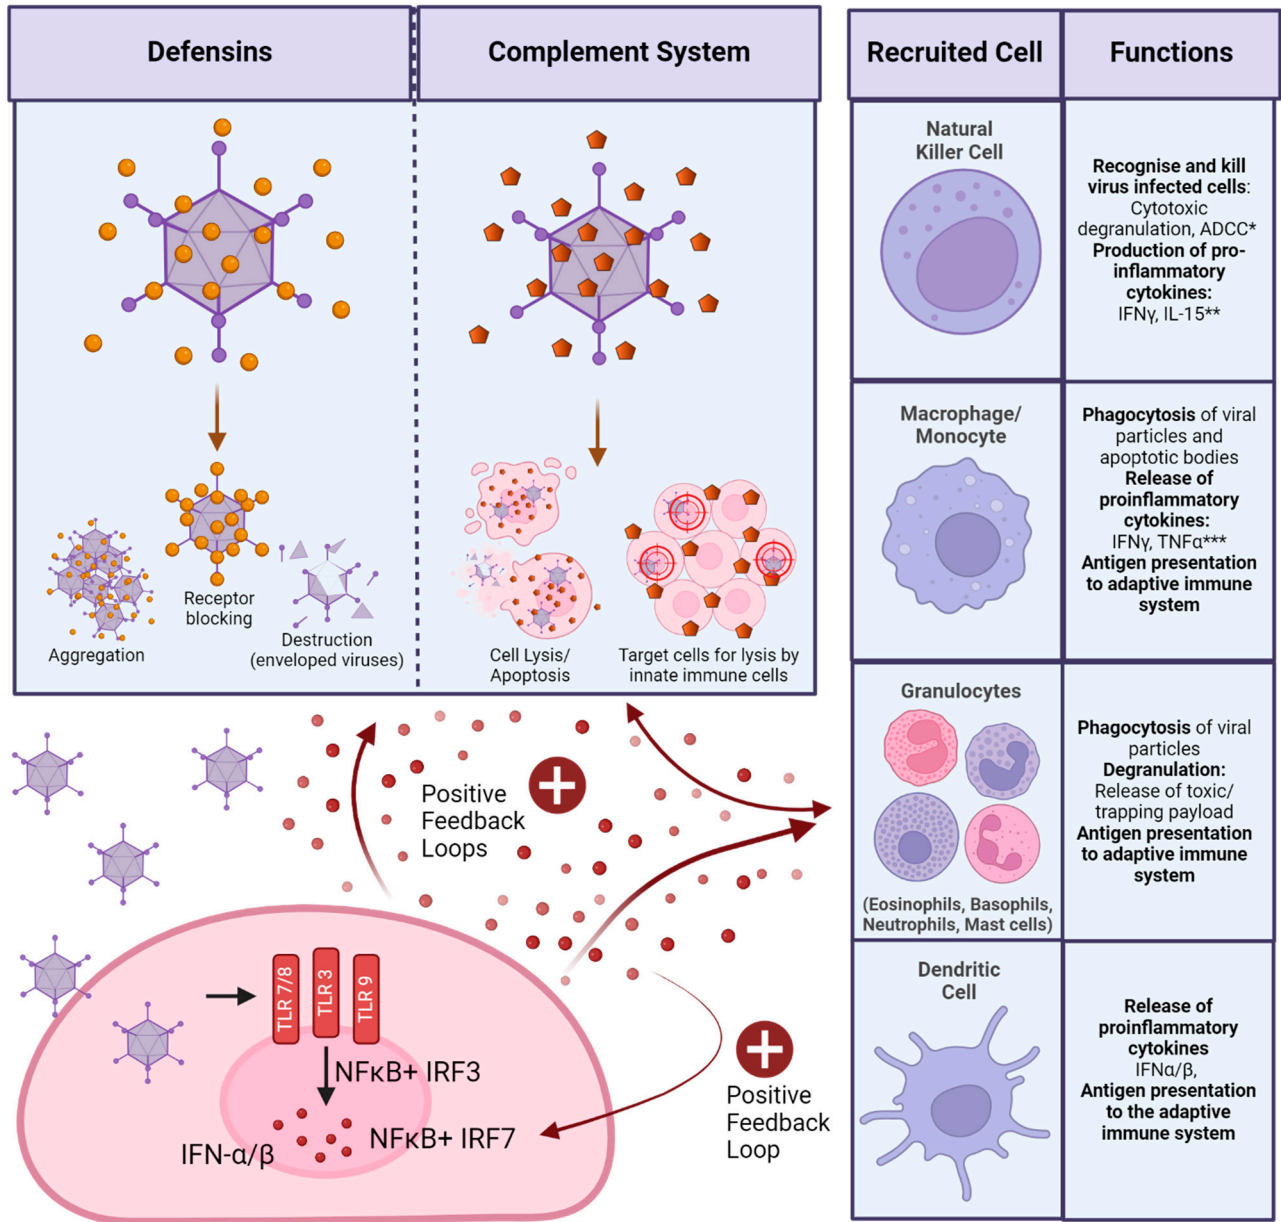 Defensins
Complement System
Aggregation
Receptor
blocking
Destruction
(enveloped viruses)
Cell Lysis/
Apoptosis
Target cells for lysis by
innate immune cells
Positive
Feedback
Loops
TLR 7/8
TLR 3
TLR 9
NFκB+ IRF3
NFκB+ IRF7
IFN-α/β
Positive
Feedback
Loop
Recruited Cell
Functions
Natural
Killer Cell
Recognise and kill
virus infected cells:
Cytotoxic
degranulation, ADCC*
Production of pro-
inflammatory
cytokines:
IFNγ, IL-15**
Macrophage/
Monocyte
Phagocytosis of viral
particles and
apoptotic bodies
Release of
proinflammatory
cytokines:
IFNγ, TNFα***
Antigen presentation
to adaptive immune
system
Granulocytes
(Eosinophils, Basophils,
Neutrophils, Mast cells)
Phagocytosis of viral
particles
Degranulation:
Release of toxic/
trapping payload
Antigen presentation
to adaptive immune
system
Dendritic
Cell
Release of
proinflammatory
cytokines
IFNα/β,
Antigen presentation
to the adaptive
immune system